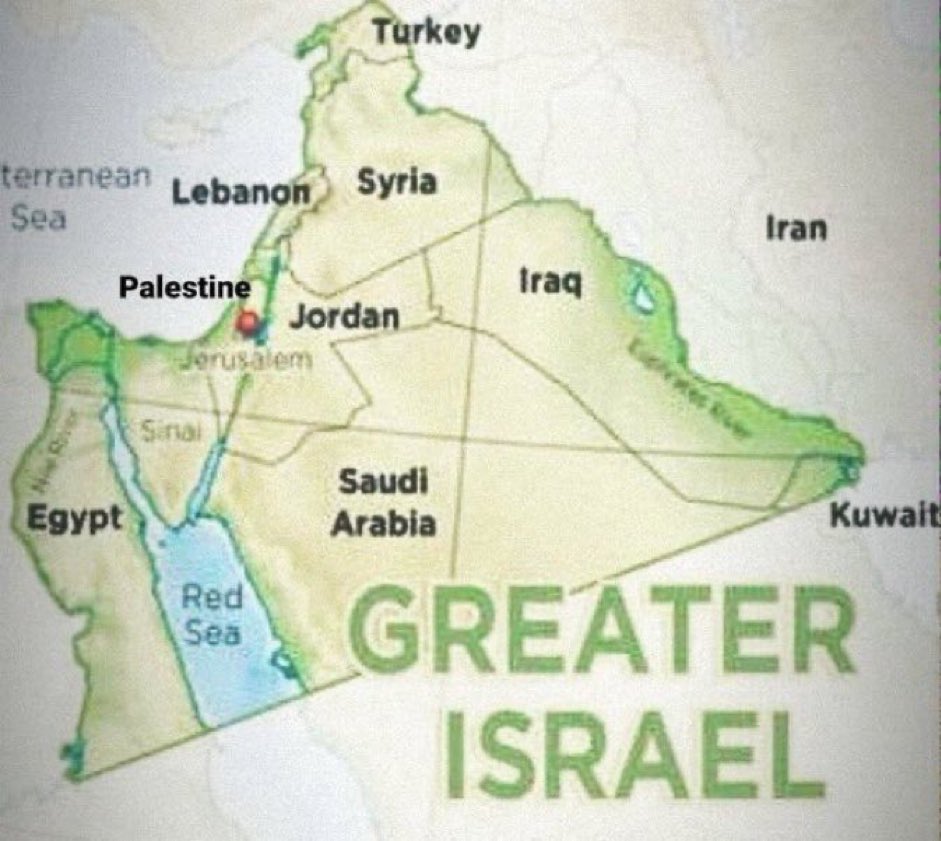 Turkey
terranean
Sea
Lebanon
Syria
Iran
Palestine
Iraq
Jordan
Jerusalem
Euphrates River
Sinai
Nile River
Saudi
Arabia
Egypt
Kuwait
Red
Sea
GREATER
ISRAEL